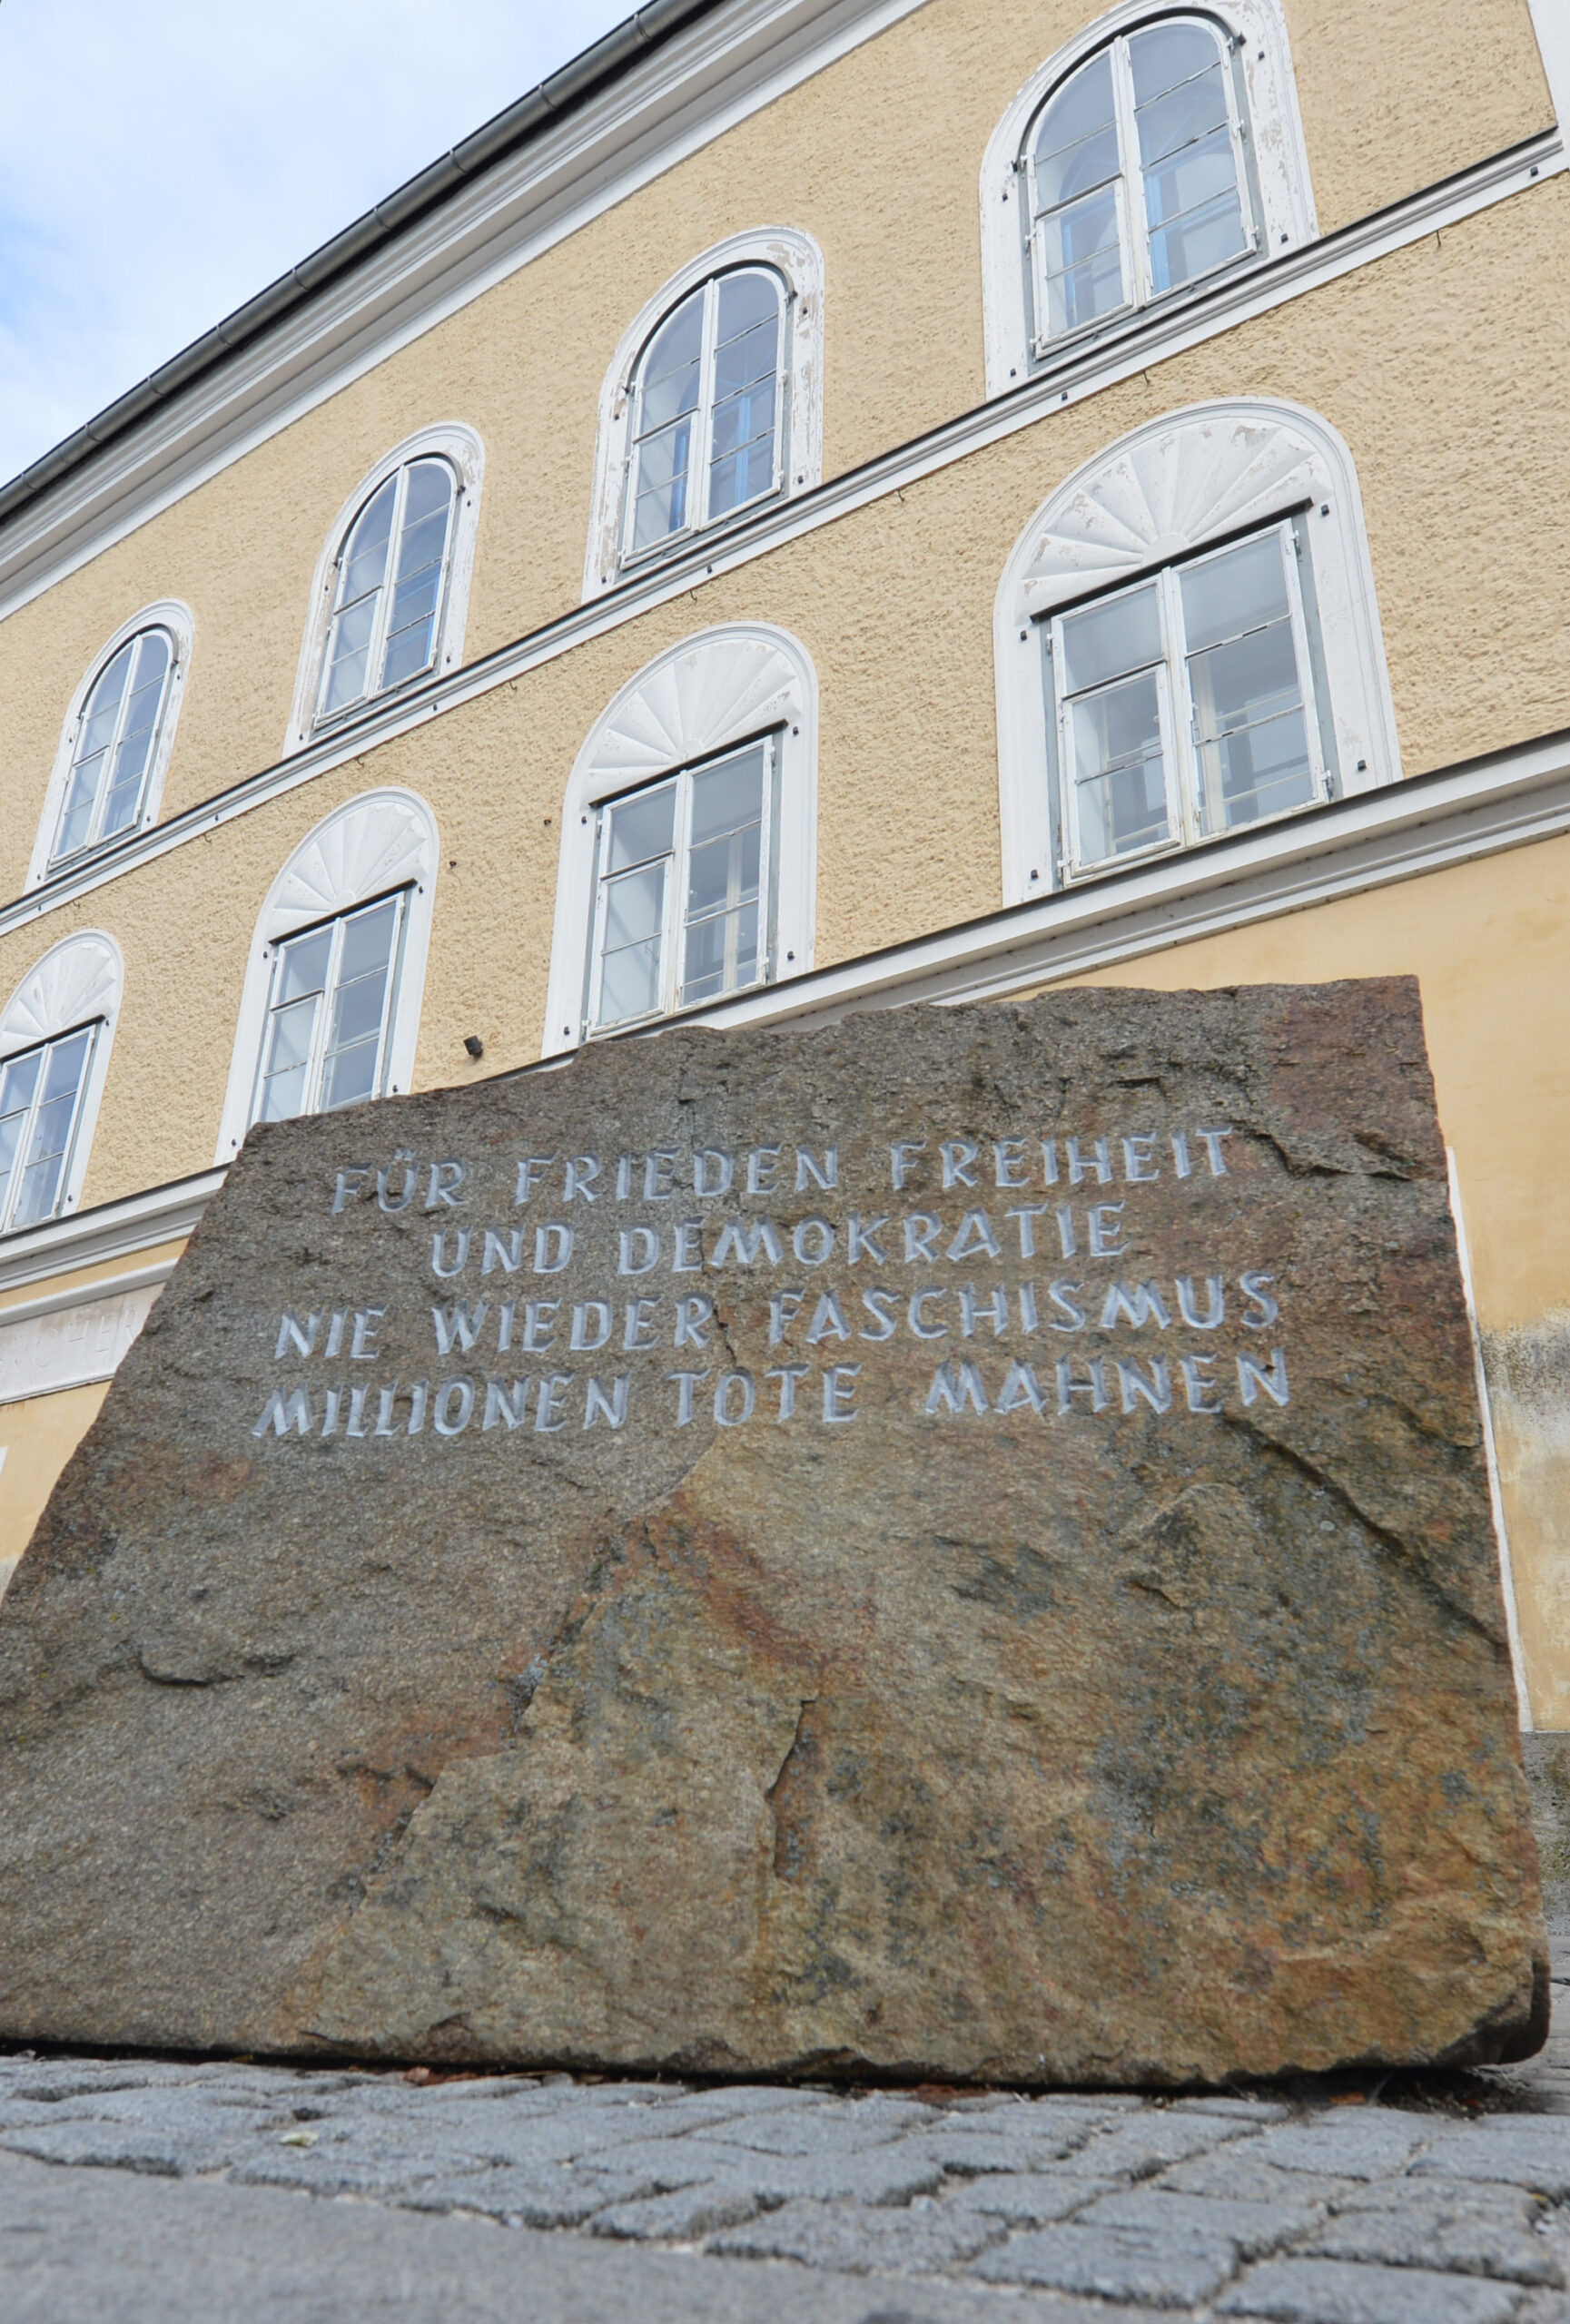 FÜR FRIEDEN FREIHEIT
UND DEMOKRATIE
NIE WIEDER FASCHISMUS
MILLIONEN TOTE MAHNEN